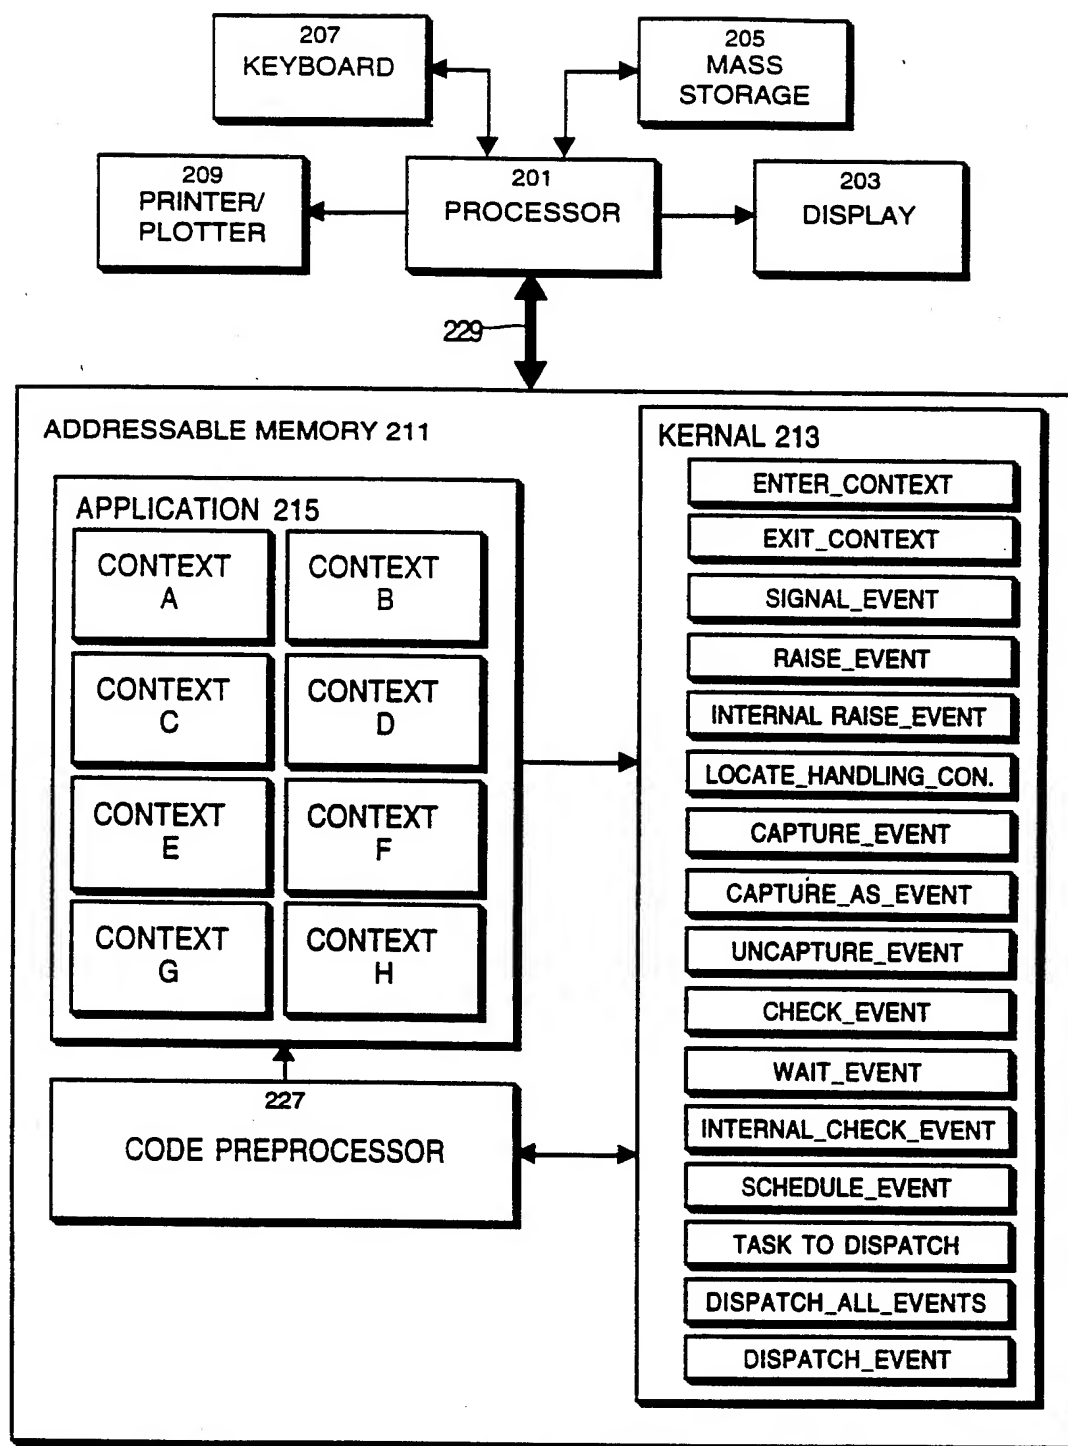 207
KEYBOARD
205
MASS
STORAGE
209
PRINTER/
PLOTTER
201
PROCESSOR
203
DISPLAY
229
ADDRESSABLE MEMORY 211
APPLICATION 215
CONTEXT
A
CONTEXT
B
CONTEXT
C
CONTEXT
D
CONTEXT
E
CONTEXT
F
CONTEXT
G
CONTEXT
H
227
CODE PREPROCESSOR
KERNAL 213
ENTER_CONTEXT
EXIT_CONTEXT
SIGNAL_EVENT
RAISE_EVENT
INTERNAL RAISE_EVENT
LOCATE_HANDLING_CON.
CAPTURE_EVENT
CAPTURE_AS_EVENT
UNCAPTURE_EVENT
CHECK_EVENT
WAIT_EVENT
INTERNAL_CHECK_EVENT
SCHEDULE_EVENT
TASK TO DISPATCH
DISPATCH_ALL_EVENTS
DISPATCH_EVENT